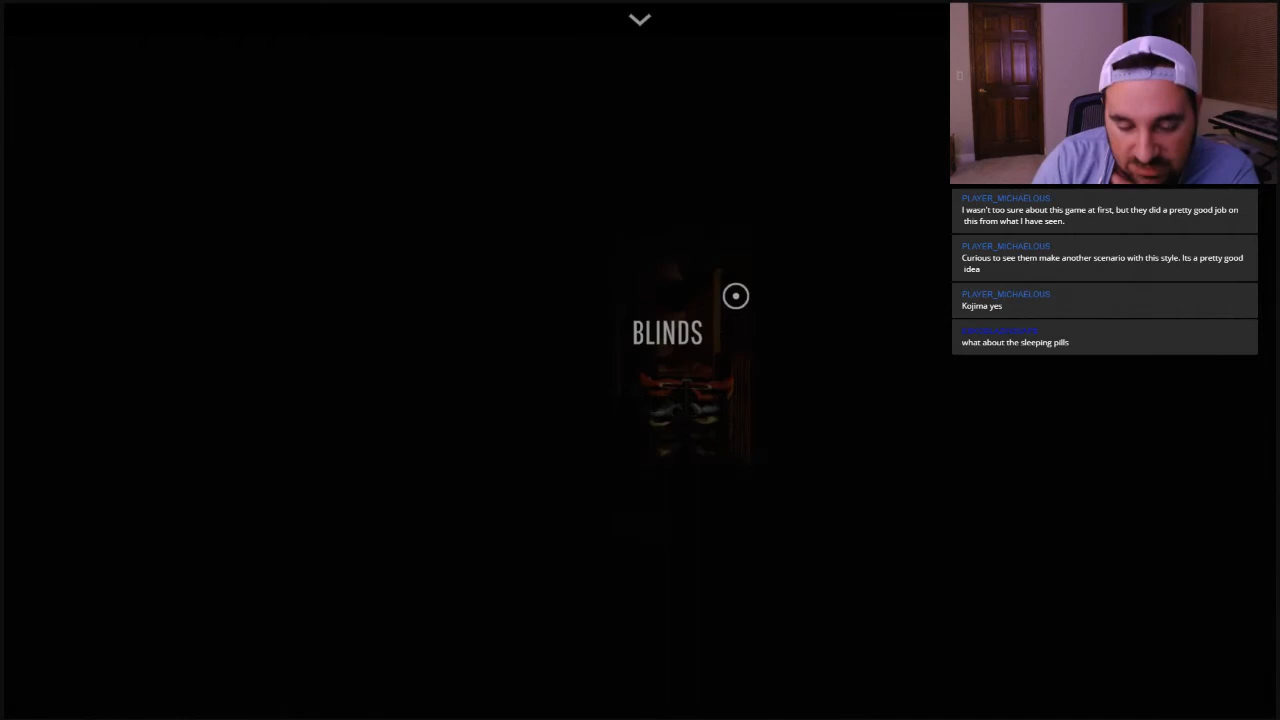 BLINDS
PLAYER_MICHAELOUS
I wasn't too sure about this game at first, but they did a pretty good job on
this from what I have seen.
PLAYER_MICHAELOUS
Curious to see them make another scenario with this style. Its a pretty good
idea
PLAYER_MICHAELOUS
Kojima yes
what about the sleeping pills